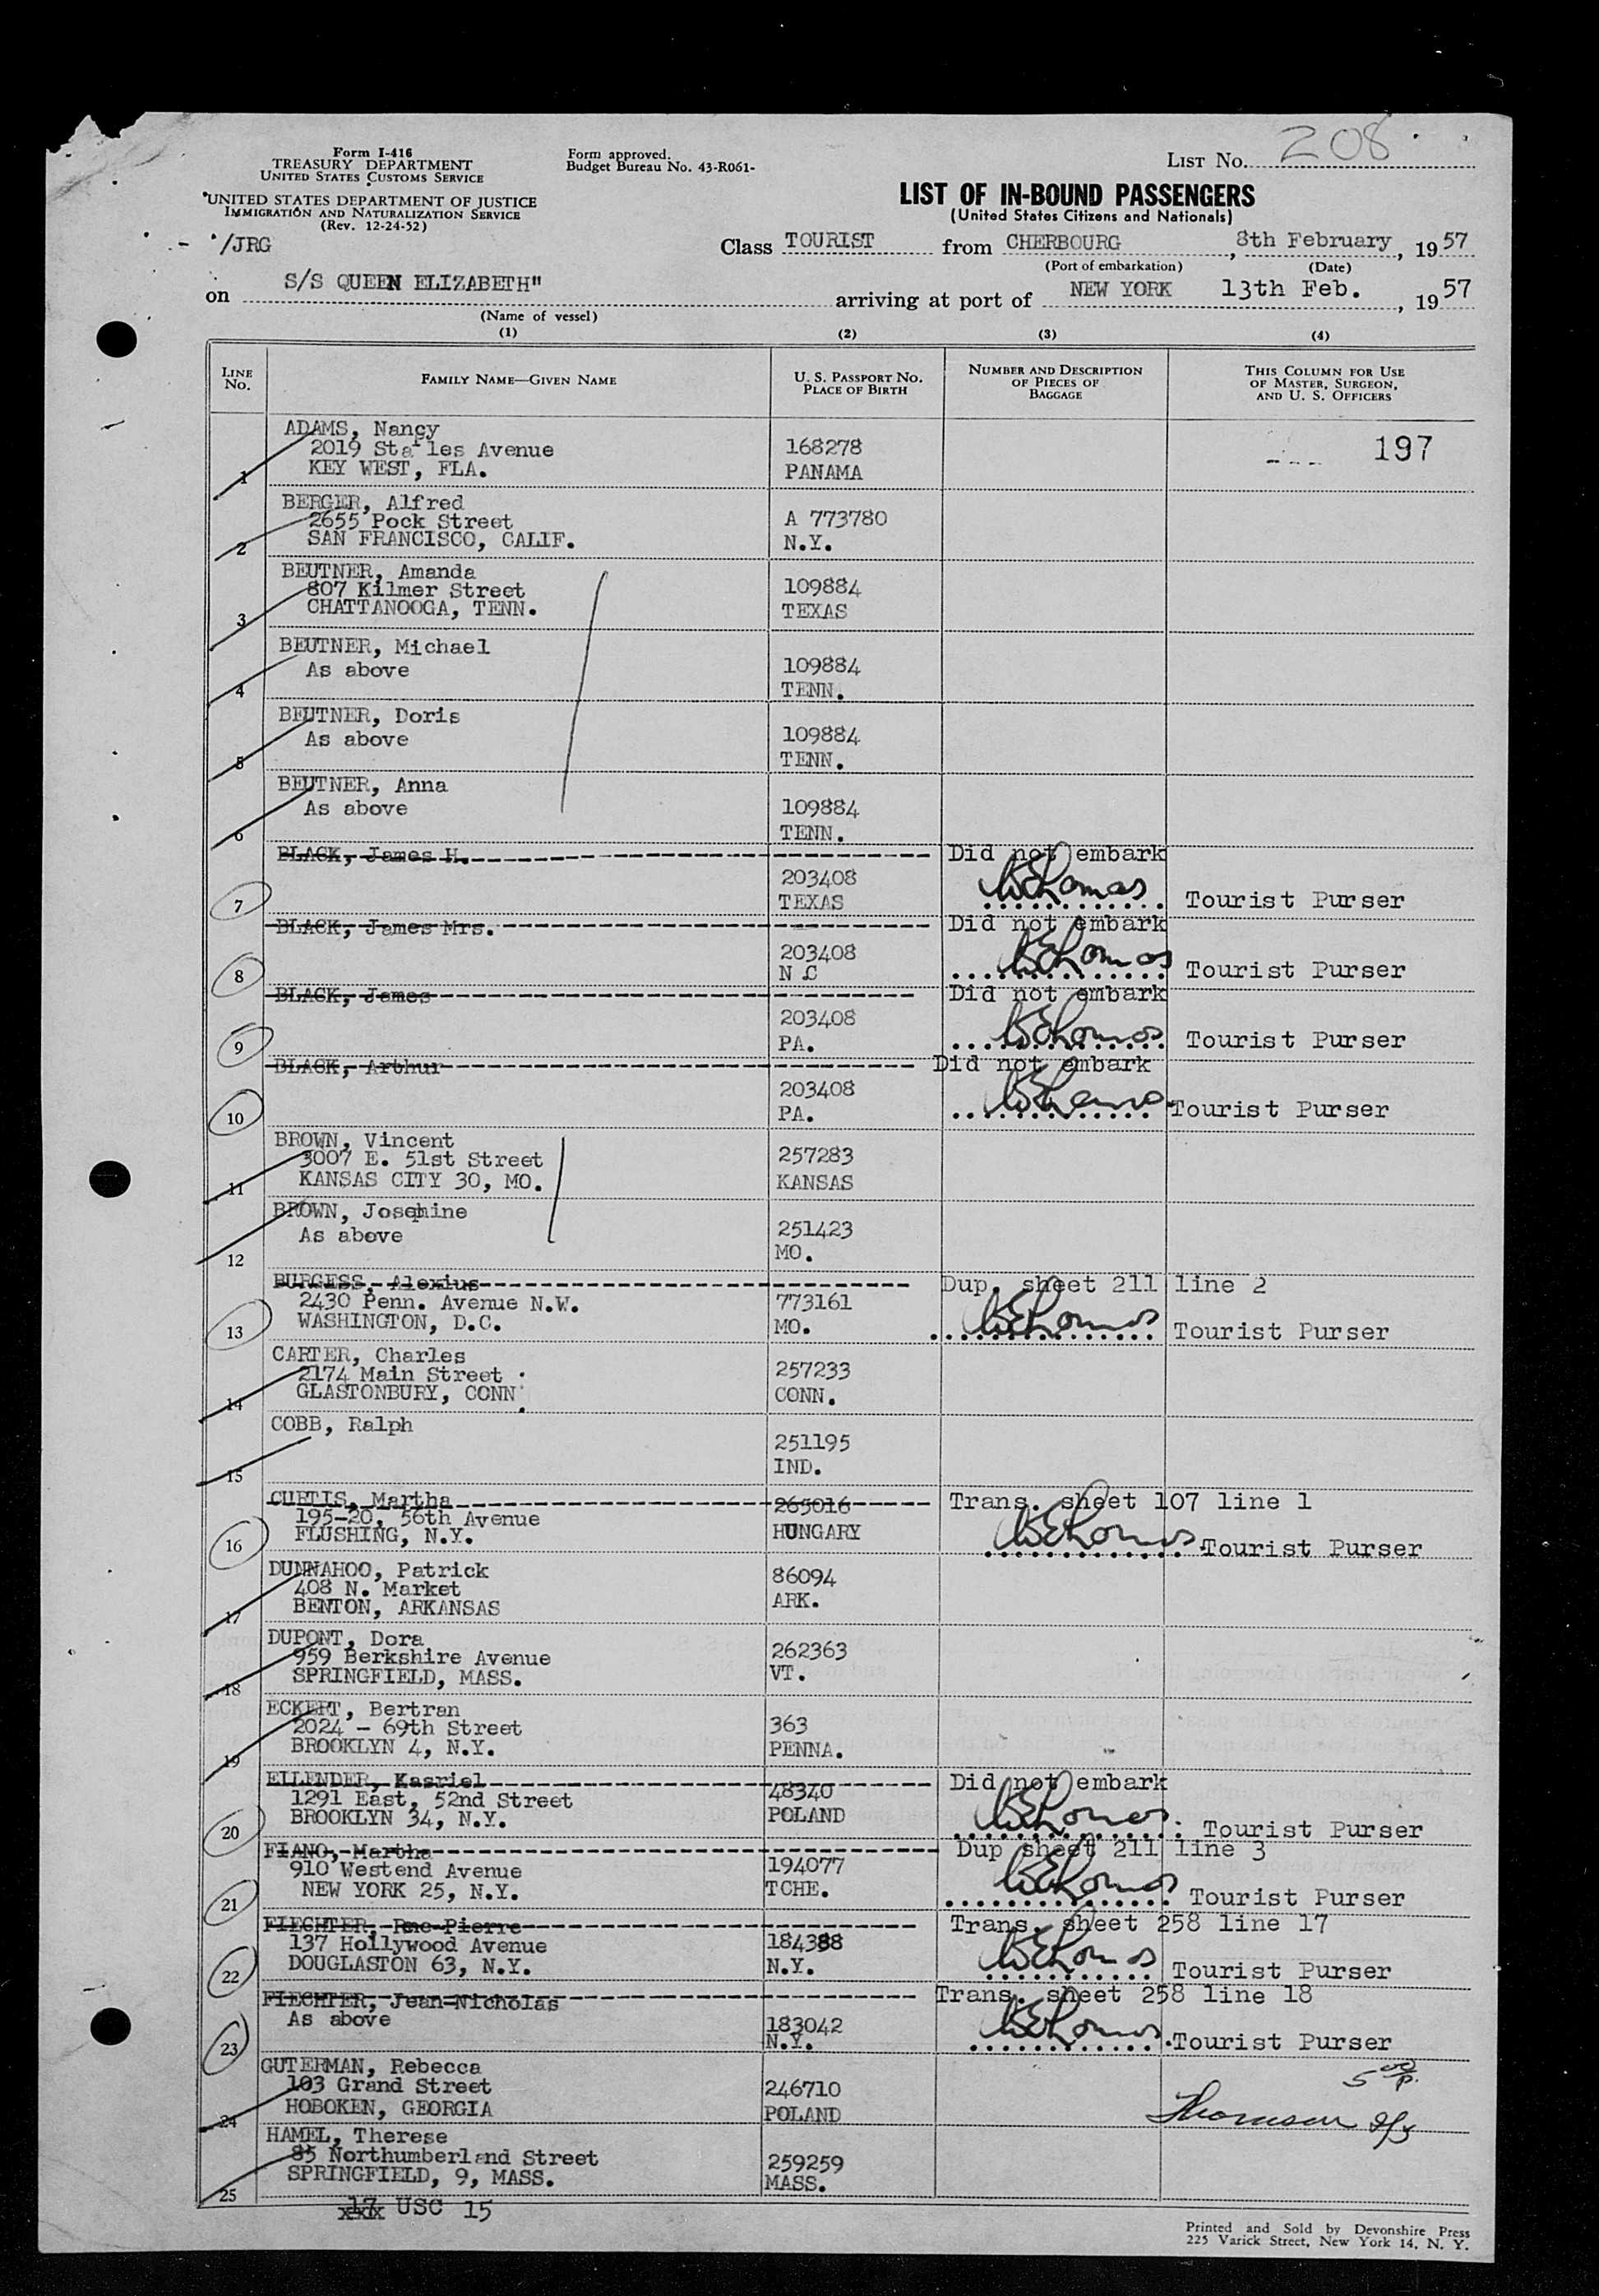 Form I-416
TREASURY DEPARTMENT
UNITED STATES CUSTOMS SERVICE
UNITED STATES DEPARTMENT OF JUSTICE
IMMIGRATION AND NATURALIZATION SERVICE
(Rev. 12-24-52)
Form approved.
Budget Bureau No. 43-R061-
LIST No. 208
LIST OF IN-BOUND PASSENGERS
(United States Citizens and Nationals)
/JRG
Class TOURIST from CHERBOURG, 8th February, 1957
(Port of embarkation) (Date)
on S/S QUEEN ELIZABETH" arriving at port of NEW YORK 13th Feb., 1957
(Name of vessel)
(1) (2) (3) (4)
LINE No. FAMILY NAME—GIVEN NAME U. S. PASSPORT NO. PLACE OF BIRTH NUMBER AND DESCRIPTION OF PIECES OF BAGGAGE THIS COLUMN FOR USE OF MASTER, SURGEON, AND U. S. OFFICERS
ADAMS, Nancy
2019 Sta les Avenue 168278 197
1 KEY WEST, FLA. PANAMA
BERGER, Alfred
2655 Pock Street A 773780
2 SAN FRANCISCO, CALIF. N.Y.
BEUTNER, Amanda
807 Kilmer Street 109884
3 CHATTANOOGA, TENN. TEXAS
BEUTNER, Michael
As above 109884
4 TENN.
BEUTNER, Doris
As above 109884
5 TENN.
BEUTNER, Anna
As above 109884
6 TENN.
BLACK, James H. Did not embark
203408
7 TEXAS Tourist Purser
BLACK, James Mrs. Did not embark
203408
8 N C Tourist Purser
BLACK, James Did not embark
203408
9 PA. Tourist Purser
BLACK, Arthur Did not embark
203408
10 PA. Tourist Purser
BROWN, Vincent
3007 E. 51st Street 257283
11 KANSAS CITY 30, MO. KANSAS
BROWN, Josephine
As above 251423
12 MO.
BURGESS, Alexius Dup. sheet 211 line 2
2430 Penn. Avenue N.W. 773161
13 WASHINGTON, D.C. MO. Tourist Purser
CARTER, Charles
2174 Main Street 257233
14 GLASTONBURY, CONN. CONN.
COBB, Ralph
251195
15 IND.
CURTIS, Martha 265016 Trans. sheet 107 line 1
195-20, 56th Avenue
16 FLUSHING, N.Y. HUNGARY Tourist Purser
DUNNAHOO, Patrick 86094
408 N. Market
17 BENTON, ARKANSAS ARK.
DUPONT, Dora
959 Berkshire Avenue 262363
18 SPRINGFIELD, MASS. VT.
ECKERT, Bertran
2024 - 69th Street 363
19 BROOKLYN 4, N.Y. PENNA.
EILENDER, Kasriel 48340 Did not embark
1291 East, 52nd Street
20 BROOKLYN 34, N.Y. POLAND Tourist Purser
FIANO, Martha Dup sheet 211 line 3
910 Westend Avenue 194077
21 NEW YORK 25, N.Y. TCHE. Tourist Purser
FIECHTER, Rne-Pierre Trans. sheet 258 line 17
137 Hollywood Avenue 184388
22 DOUGLASTON 63, N.Y. N.Y. Tourist Purser
FIECHTER, Jean-Nicholas Trans. sheet 258 line 18
As above 183042
23 N.Y. Tourist Purser
GUTERMAN, Rebecca
103 Grand Street 246710
24 HOBOKEN, GEORGIA POLAND
HAMEL, Therese
85 Northumberland Street 259259
25 SPRINGFIELD, 9, MASS. MASS.
17 USC 15
Printed and Sold by Devonshire Press
225 Varick Street, New York 14, N. Y.